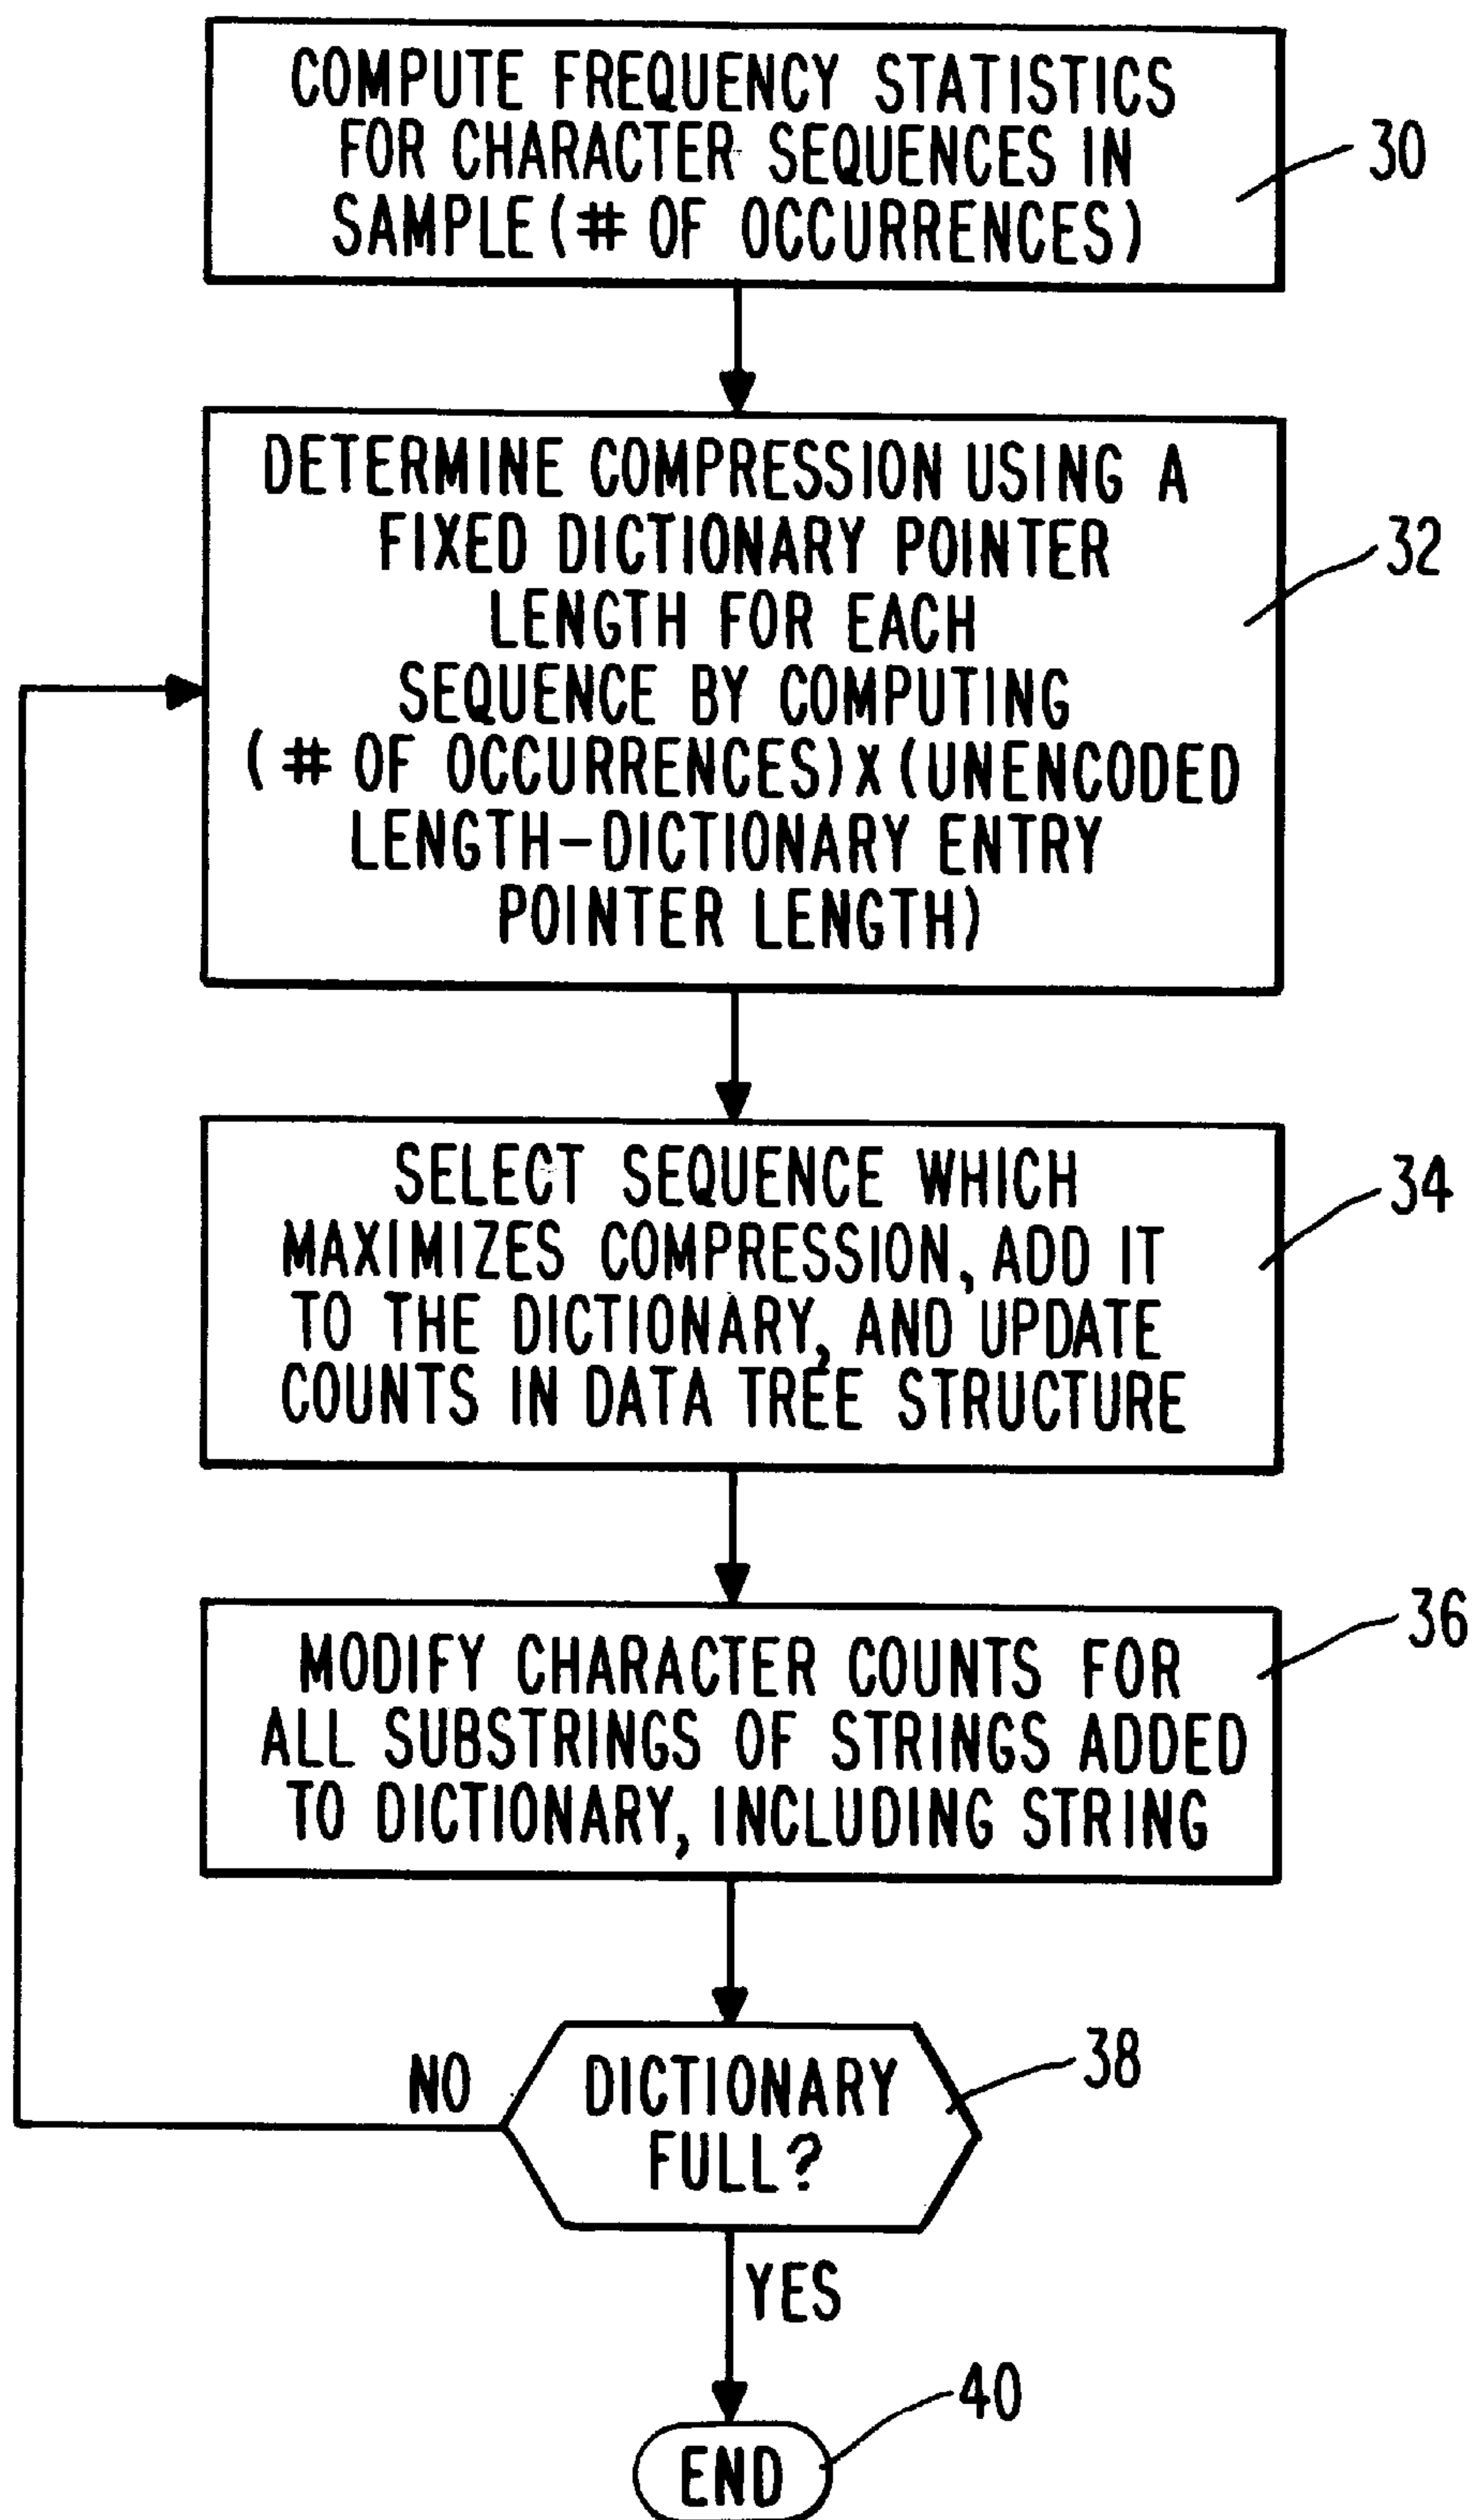 COMPUTE FREQUENCY STATISTICS
FOR CHARACTER SEQUENCES IN
SAMPLE(# OF OCCURRENCES)
30
DETERMINE COMPRESSION USING A
FIXED DICTIONARY POINTER
LENGTH FOR EACH
SEQUENCE BY COMPUTING
(# OF OCCURRENCES)X(UNENCODED
LENGTH-DICTIONARY ENTRY
POINTER LENGTH)
32
SELECT SEQUENCE WHICH
MAXIMIZES COMPRESSION, ADD IT
TO THE DICTIONARY, AND UPDATE
COUNTS IN DATA TREE STRUCTURE
34
MODIFY CHARACTER COUNTS FOR
ALL SUBSTRINGS OF STRINGS ADDED
TO DICTIONARY, INCLUDING STRING
36
NO
DICTIONARY
FULL?
38
YES
40
END